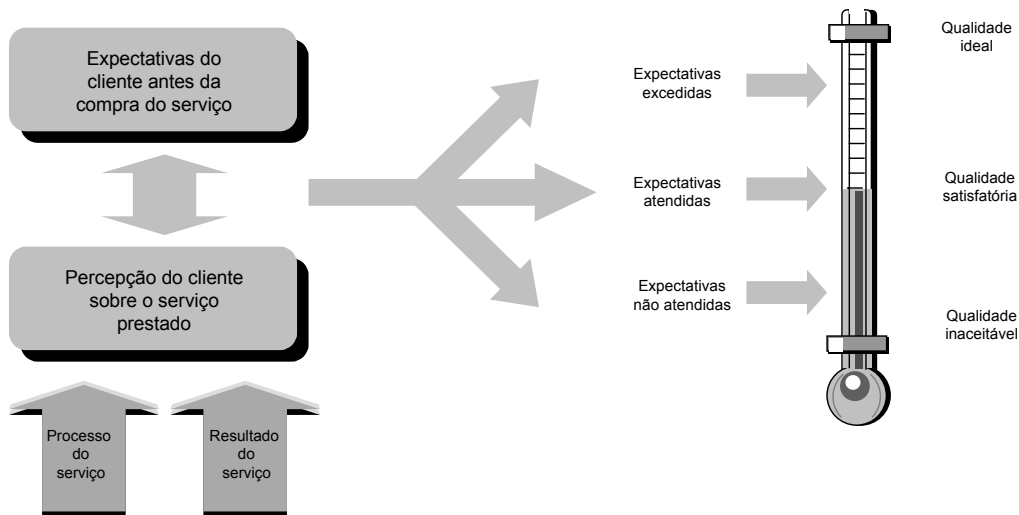 Expectativas do
cliente antes da
compra do serviço
Percepção do cliente
sobre o serviço
prestado
Processo
do
serviço
Resultado
do
serviço
Expectativas
excedidas
Expectativas
atendidas
Expectativas
não atendidas
Qualidade
ideal
Qualidade
satisfatória
Qualidade
inaceitável